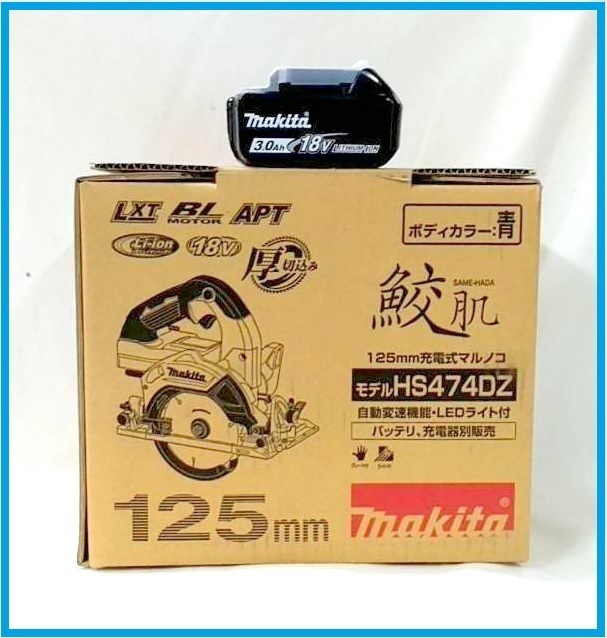 makita
3.0Ah 18V LITHIUM-ION
LXT BL MOTOR APT
Li-ion 18V
厚切込み
ボディカラー:青
鮫肌
SAME-HADA
125mm充電式マルノコ
モデルHS474DZ
自動変速機能・LEDライト付
バッテリ、充電器別販売
makita
125mm
makita®